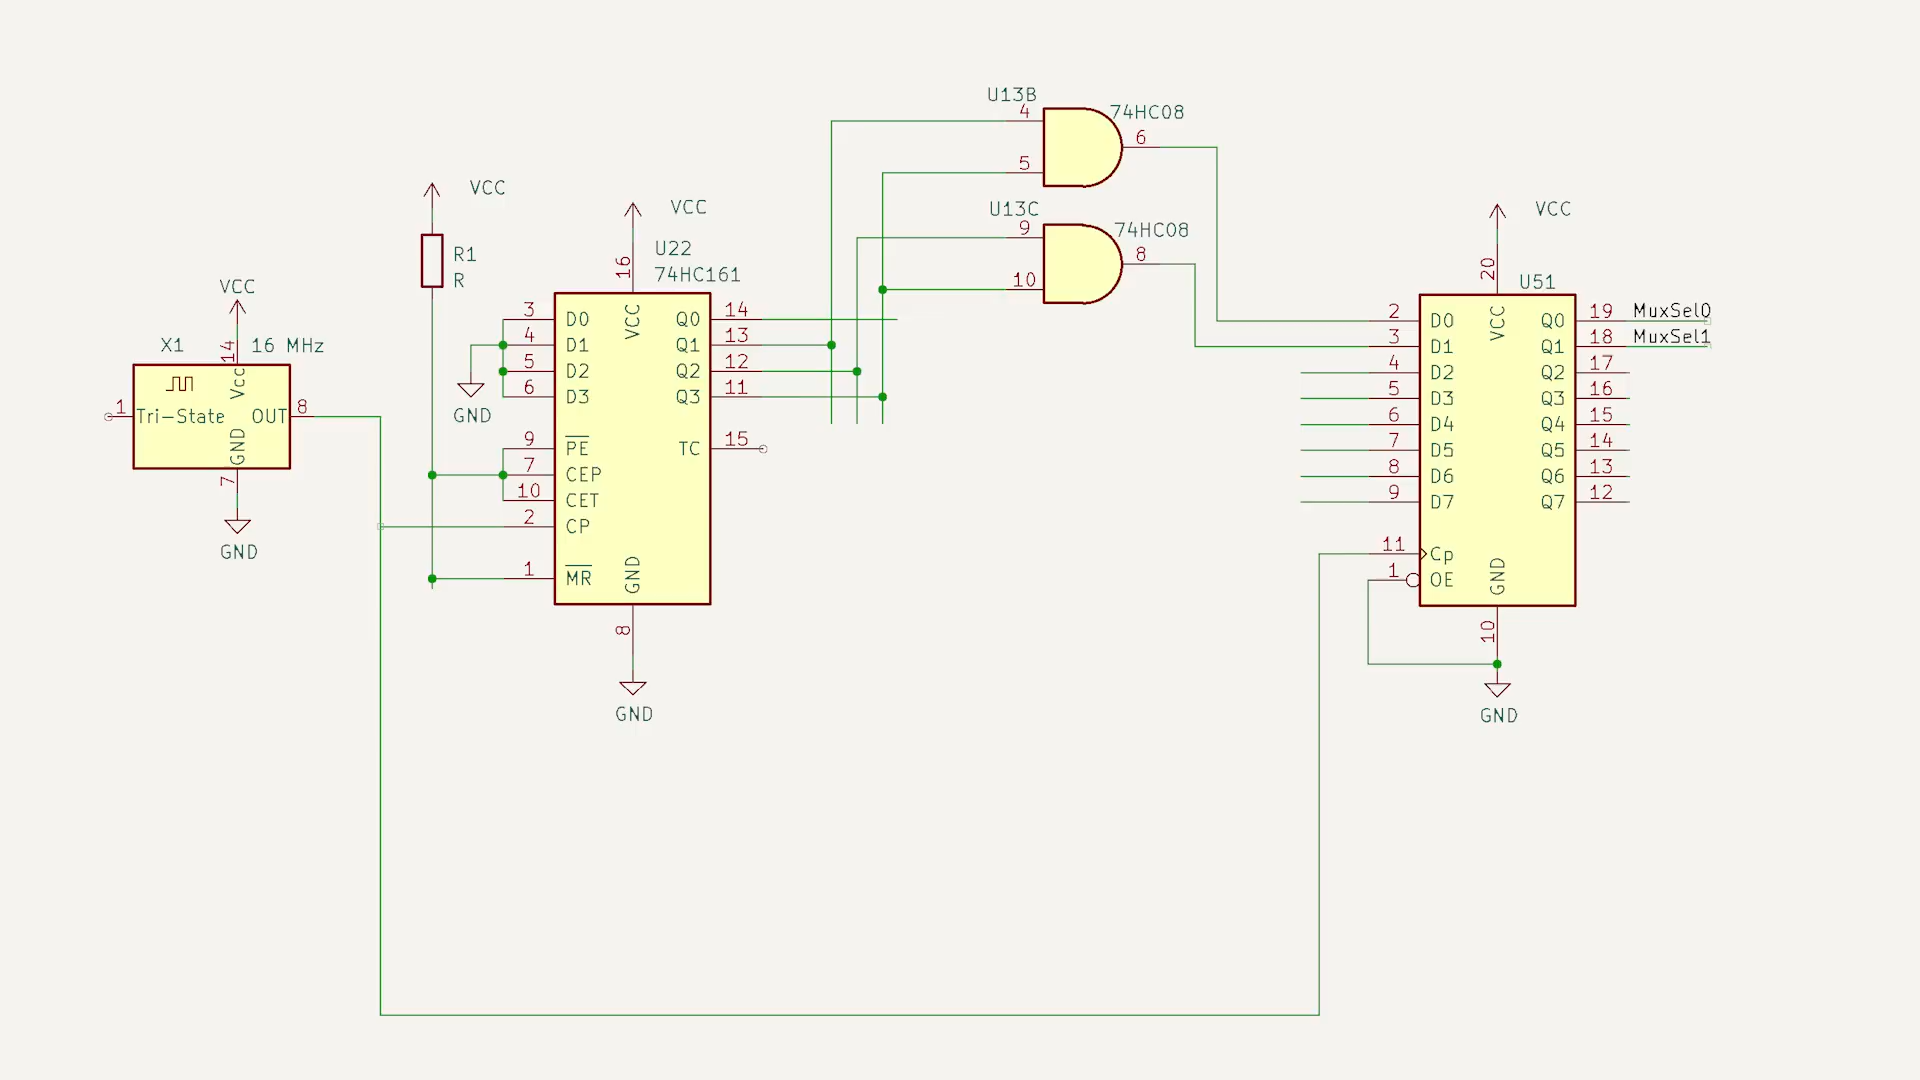 VCC
X1
16 MHz
14
Vcc
1
Tri-State
OUT
8
GND
7
GND
VCC
R1
R
VCC
U22
74HC161
16
VCC
3 D0
4 D1
5 D2
6 D3
GND
9 PE
7 CEP
10 CET
2 CP
1 MR
Q0 14
Q1 13
Q2 12
Q3 11
TC 15
GND
8
GND
U13B
4
5
74HC08
6
U13C
9
10
74HC08
8
VCC
20
U51
VCC
2 D0
3 D1
4 D2
5 D3
6 D4
7 D5
8 D6
9 D7
11 Cp
1 OE
Q0 19 MuxSel0
Q1 18 MuxSel1
Q2 17
Q3 16
Q4 15
Q5 14
Q6 13
Q7 12
GND
10
GND